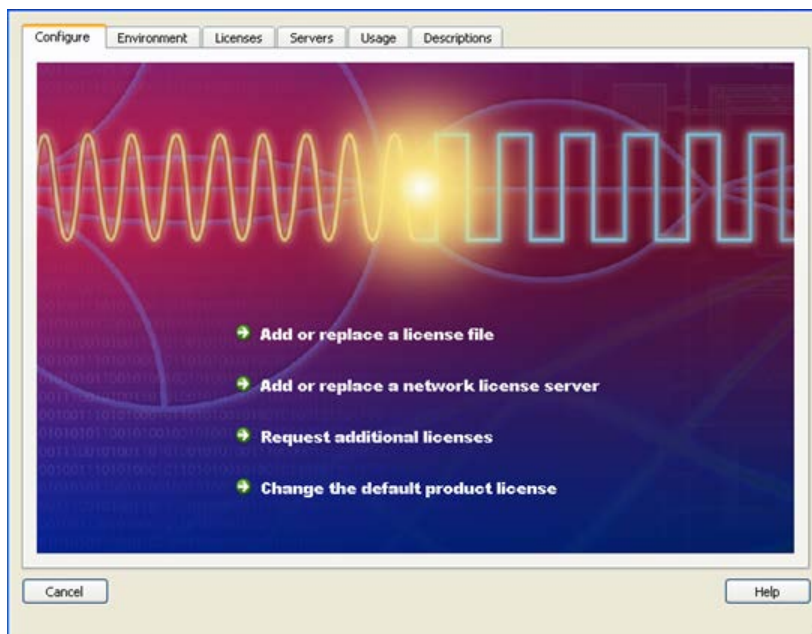 Configure Environment Licenses Servers Usage Descriptions
Add or replace a license file
Add or replace a network license server
Request additional licenses
Change the default product license
Cancel Help